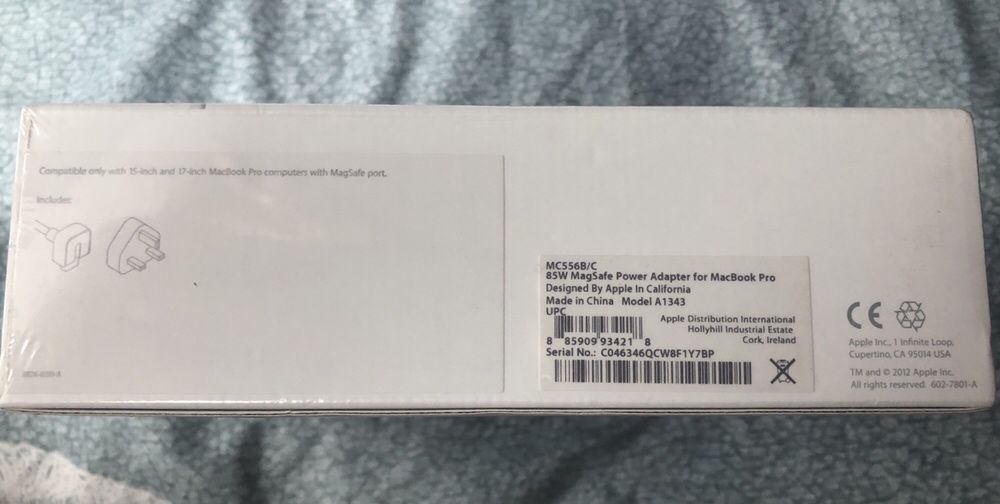 Compatible only with 15-inch and 17-inch MacBook Pro computers with MagSafe port.
Includes:
MC556B/C
85W MagSafe Power Adapter for MacBook Pro
Designed By Apple In California
Made in China Model A1343
UPC
Apple Distribution International
Hollyhill Industrial Estate
Cork, Ireland
8 85909 93421 8
Serial No.: C046346QCW8F1Y7BP
CE
Apple Inc., 1 Infinite Loop,
Cupertino, CA 95014 USA
TM and © 2012 Apple Inc.
All rights reserved. 602-7801-A